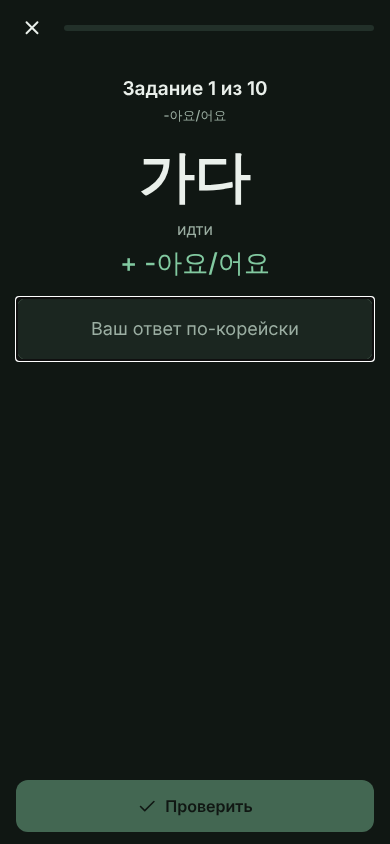 Задание 1 из 10
-아요/어요
가다
идти
+ -아요/어요
Ваш ответ по-корейски
Проверить